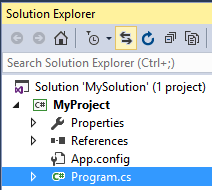 Solution Explorer
Search Solution Explorer (Ctrl+;)
Solution 'MySolution' (1 project)
C# MyProject
Properties
References
App.config
C# Program.cs